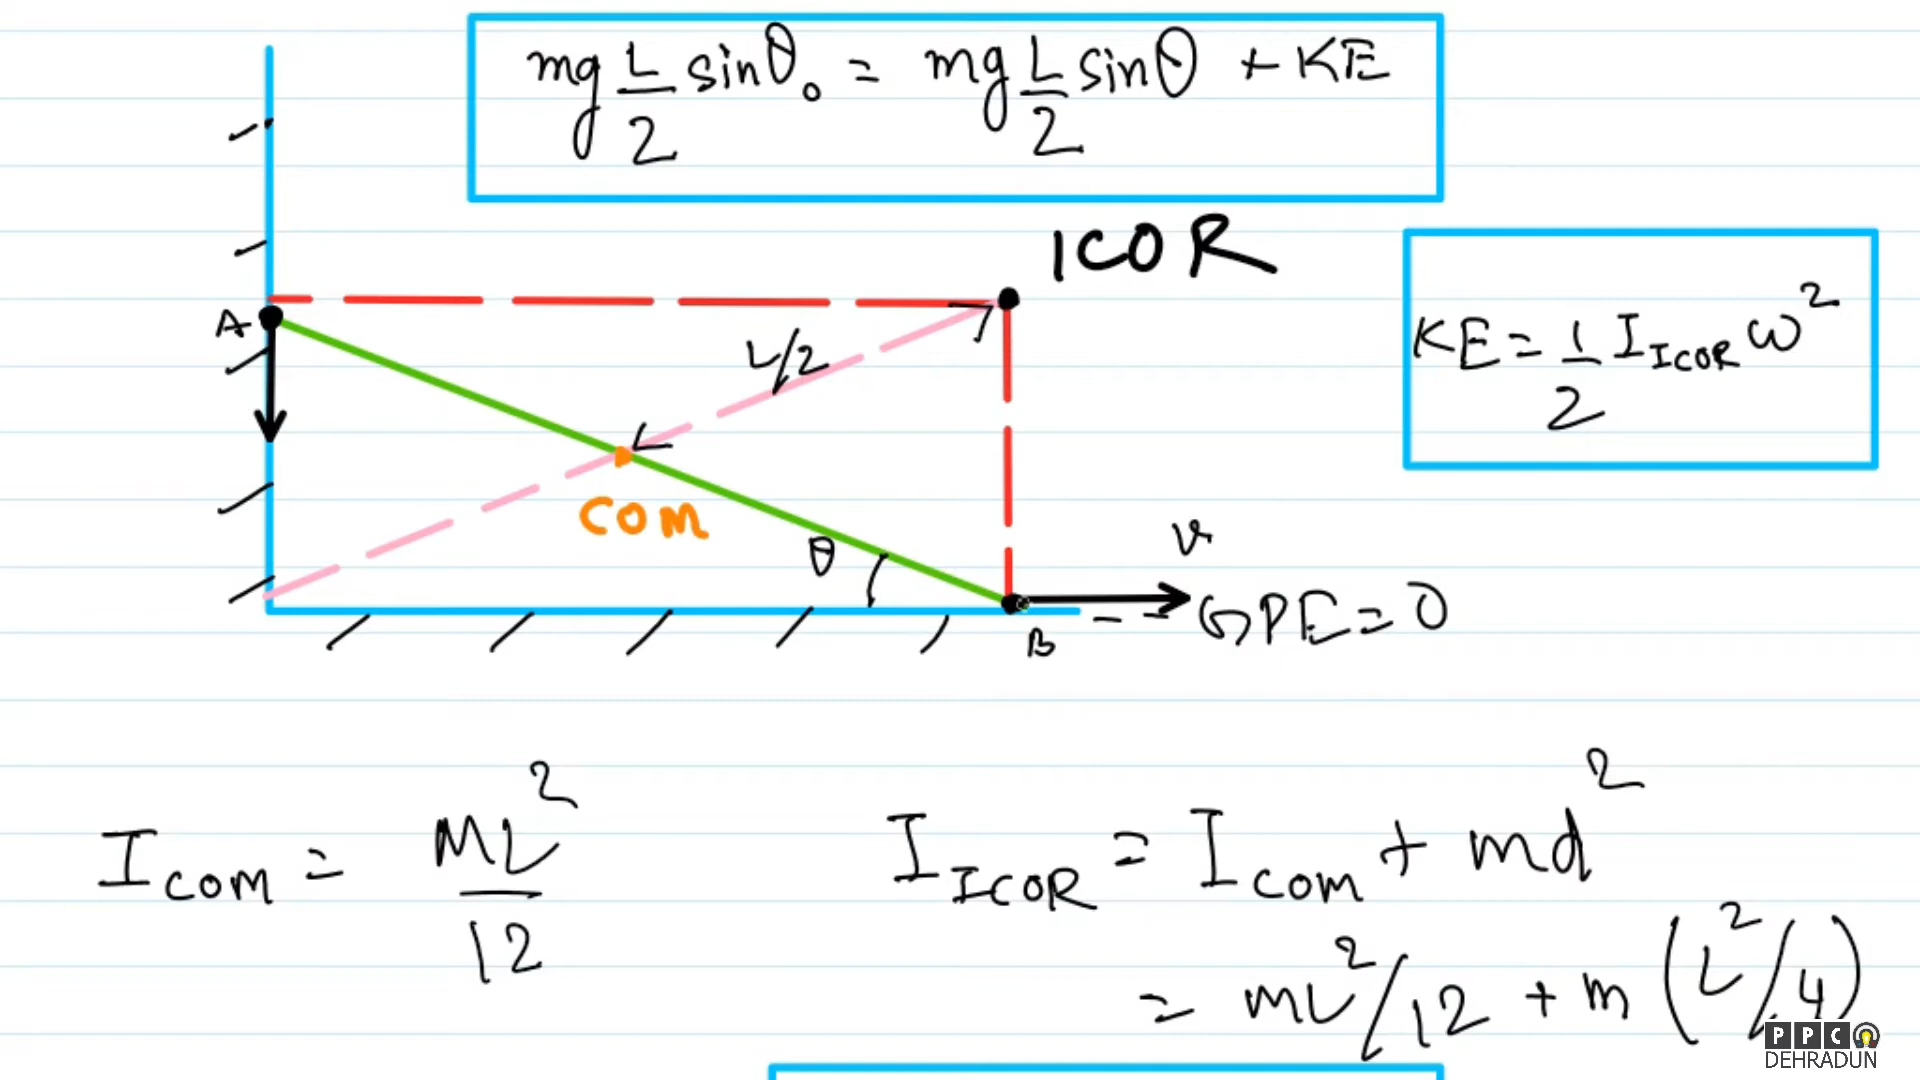 mg L/2 sinθ₀ = mg L/2 sinθ + KE
ICOR
A
L/2
KE = 1/2 I_ICOR ω²
COM
θ
v
GPE = 0
B
I_COM = ML²/12
I_ICOR = I_COM + md²
= mL²/12 + m (L²/4)
PPC
DEHRADUN